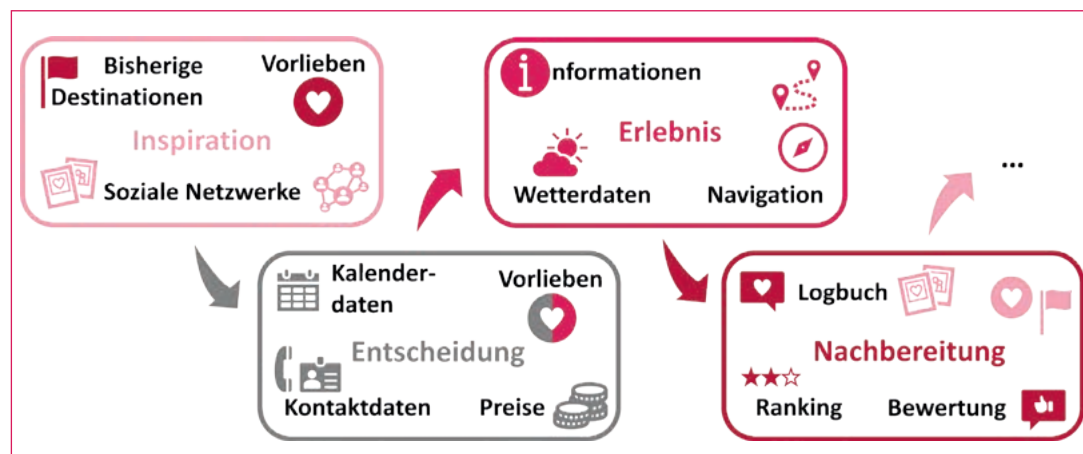 Bisherige
Destinationen
Vorlieben
Inspiration
Soziale Netzwerke
Kalender-
daten
Vorlieben
Entscheidung
Kontaktdaten
Preise
nformationen
Erlebnis
Wetterdaten
Navigation
Logbuch
Nachbereitung
Ranking
Bewertung
...